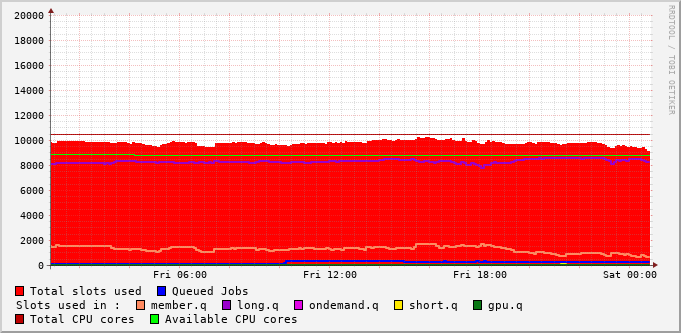 RRDTOOL / TOBI OETIKER
20000
18000
16000
14000
12000
10000
8000
6000
4000
2000
0
Fri 06:00 Fri 12:00 Fri 18:00 Sat 00:00
Total slots used Queued Jobs
Slots used in : member.q long.q ondemand.q short.q gpu.q
Total CPU cores Available CPU cores